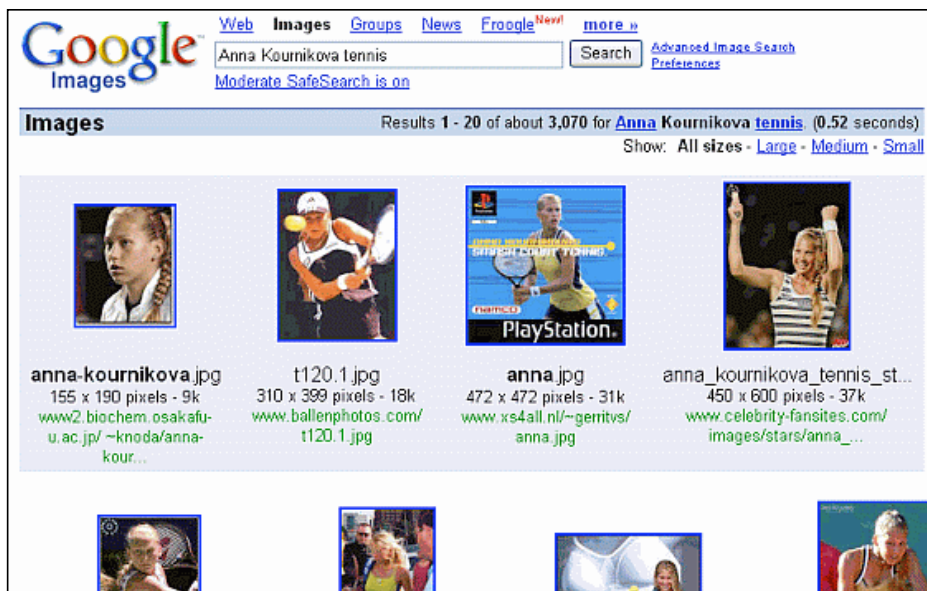 Web Images Groups News Froogle New! more »
Google
Images
Anna Kournikova tennis
Search
Advanced Image Search
Preferences
Moderate SafeSearch is on
Images
Results 1 - 20 of about 3,070 for Anna Kournikova tennis. (0.52 seconds)
Show: All sizes - Large - Medium - Small
PlayStation
SMASH COURT TENNIS
namco
PlayStation.
anna-kournikova.jpg
155 x 190 pixels - 9k
www2.biochem.osakafu-
u.ac.jp/ ~knoda/anna-
kour...
t120.1.jpg
310 x 399 pixels - 18k
www.ballenphotos.com/
t120.1.jpg
anna.jpg
472 x 472 pixels - 31k
www.xs4all.nl/~gerritvs/
anna.jpg
anna_kournikova_tennis_st...
450 x 600 pixels - 37k
www.celebrity-fansites.com/
images/stars/anna_...